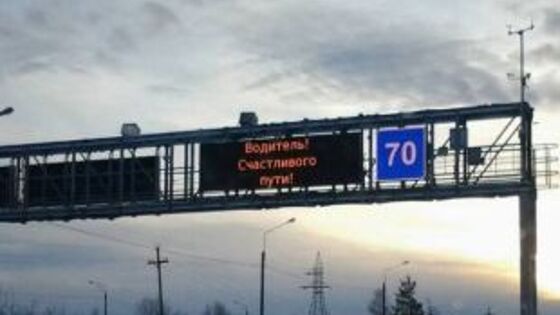 Водитель!
Счастливого
пути!
70